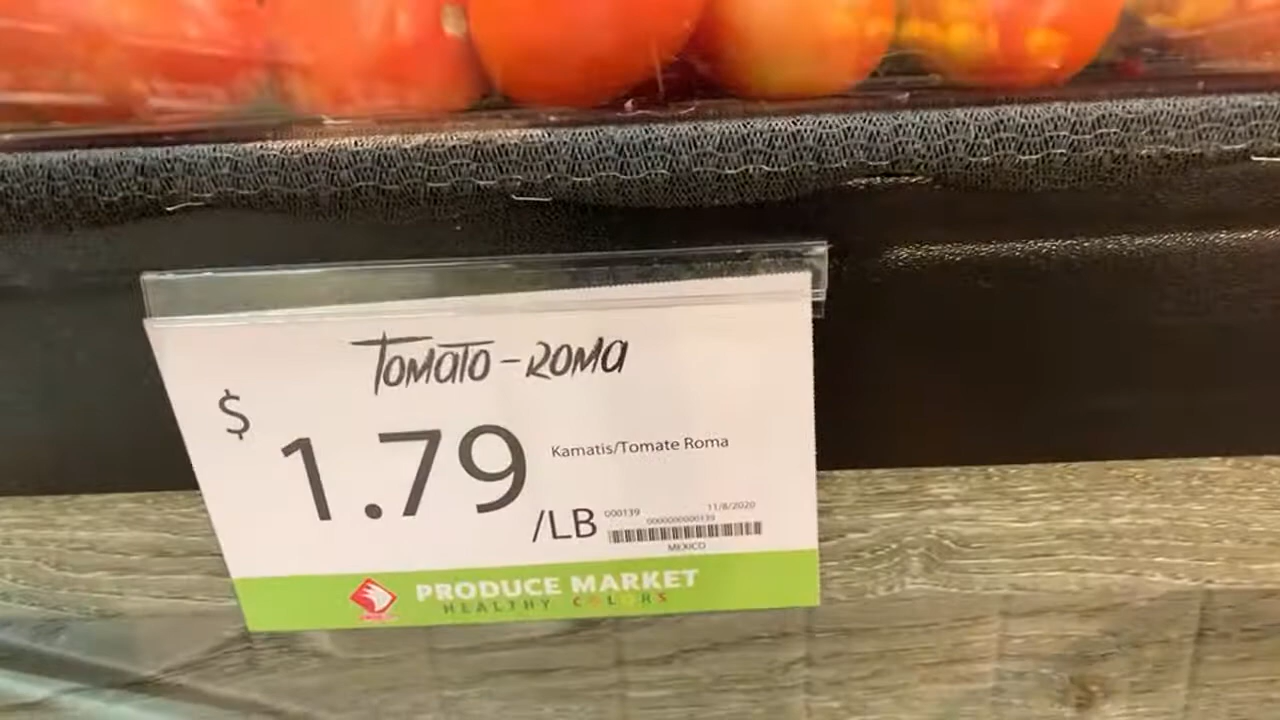 TOMATO - ROMA
$
1.79
/LB
Kamatis/Tomate Roma
000139 11/8/2020
0000000000139
MEXICO
PRODUCE MARKET
HEALTHY COLORS